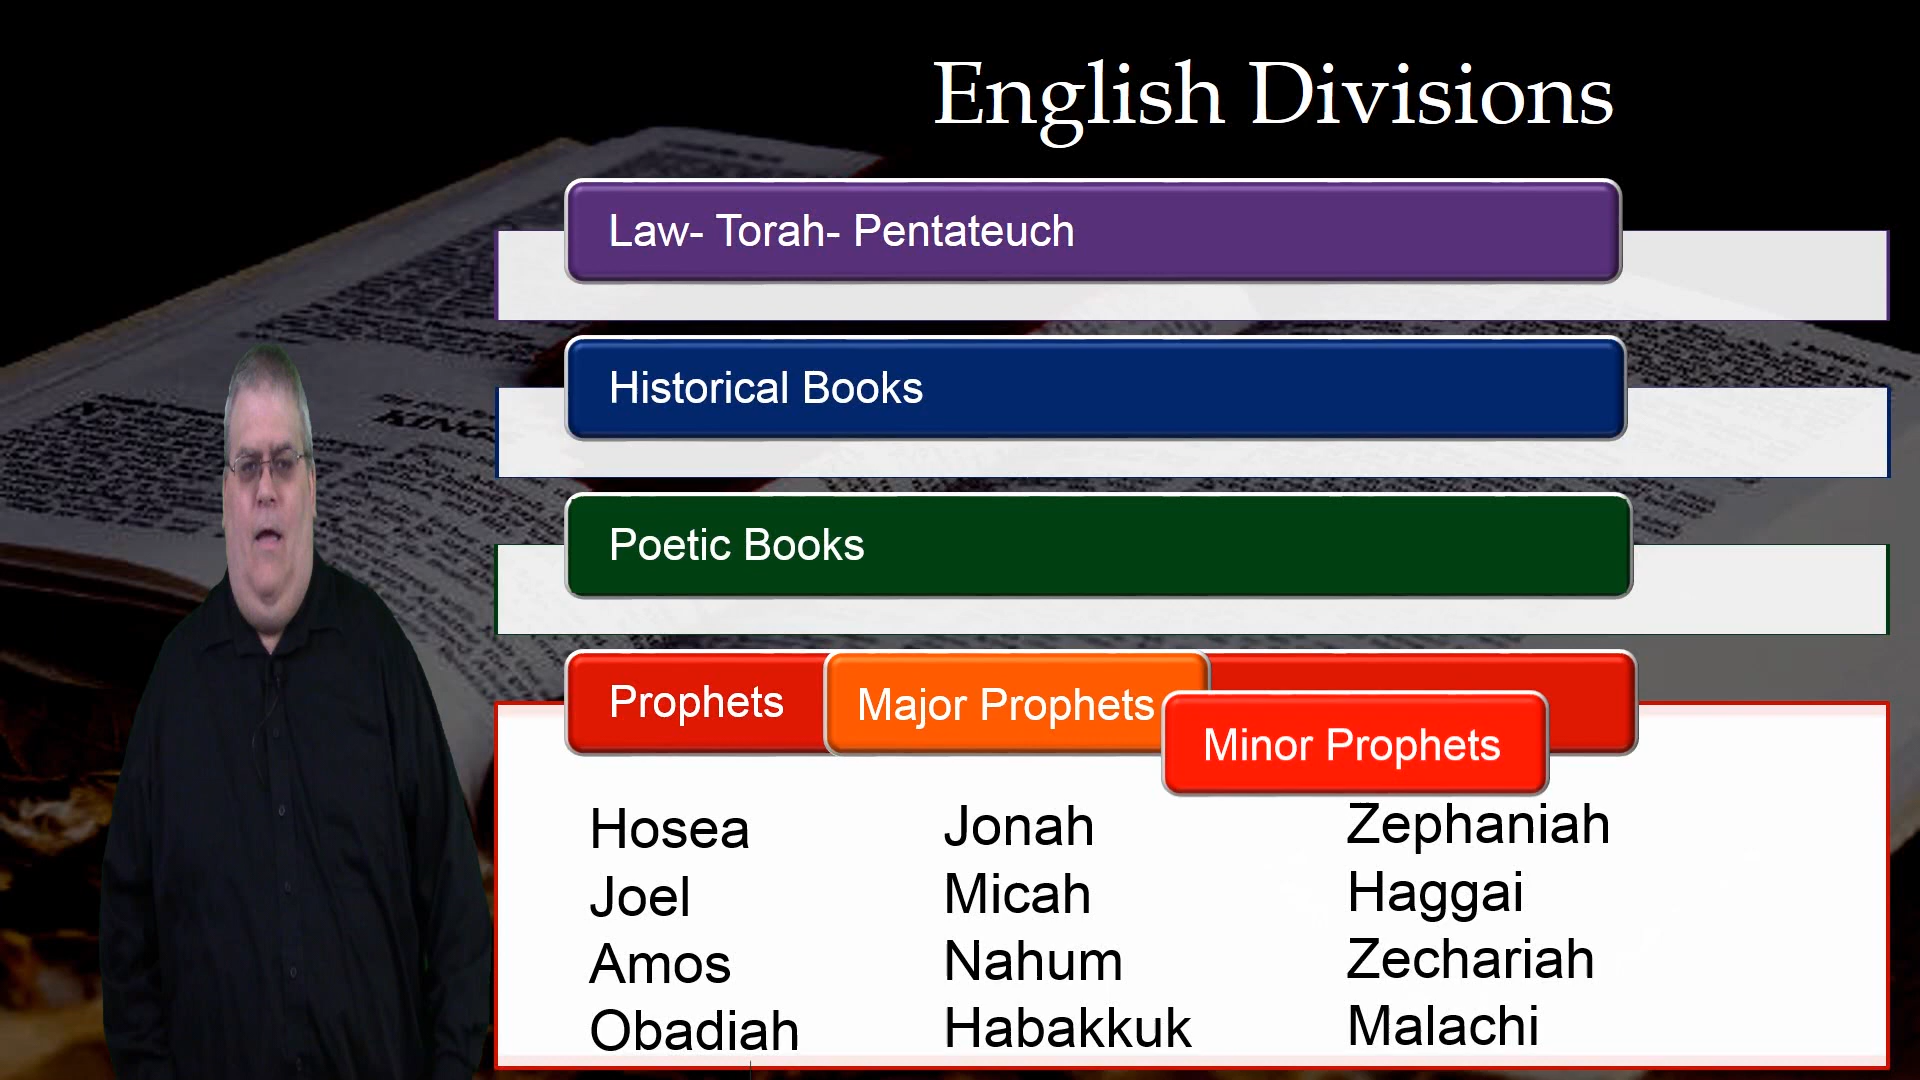 English Divisions
Law- Torah- Pentateuch
KING
Historical Books
Poetic Books
Prophets
Major Prophets
Minor Prophets
Hosea
Joel
Amos
Obadiah
Jonah
Micah
Nahum
Habakkuk
Zephaniah
Haggai
Zechariah
Malachi